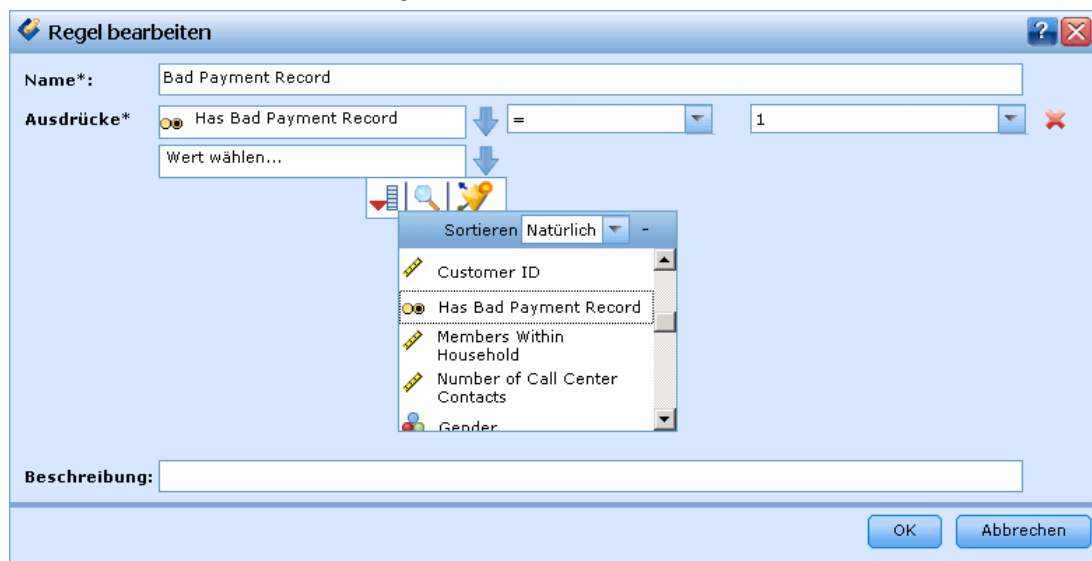 Regel bearbeiten
?
Name*: Bad Payment Record
Ausdrücke* Has Bad Payment Record = 1
Wert wählen...
Sortieren Natürlich -
Customer ID
Has Bad Payment Record
Members Within
Household
Number of Call Center
Contacts
Gender
Beschreibung:
OK Abbrechen